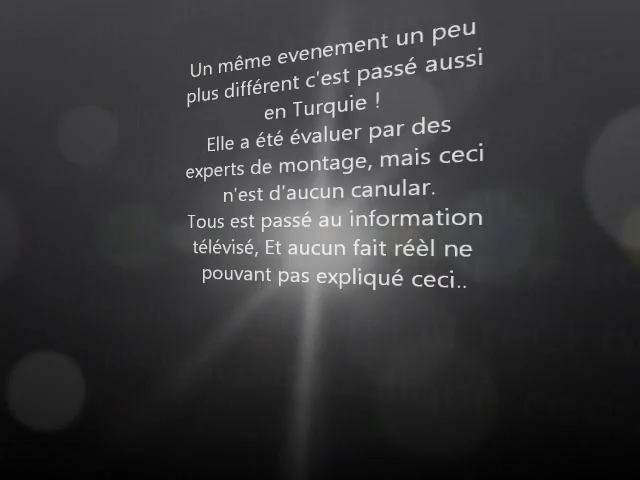 Un même evenement un peu
plus différent c'est passé aussi
en Turquie !
Elle a été évaluer par des
experts de montage, mais ceci
n'est d'aucun canular.
Tous est passé au information
télévisé, Et aucun fait réèl ne
pouvant pas expliqué ceci..